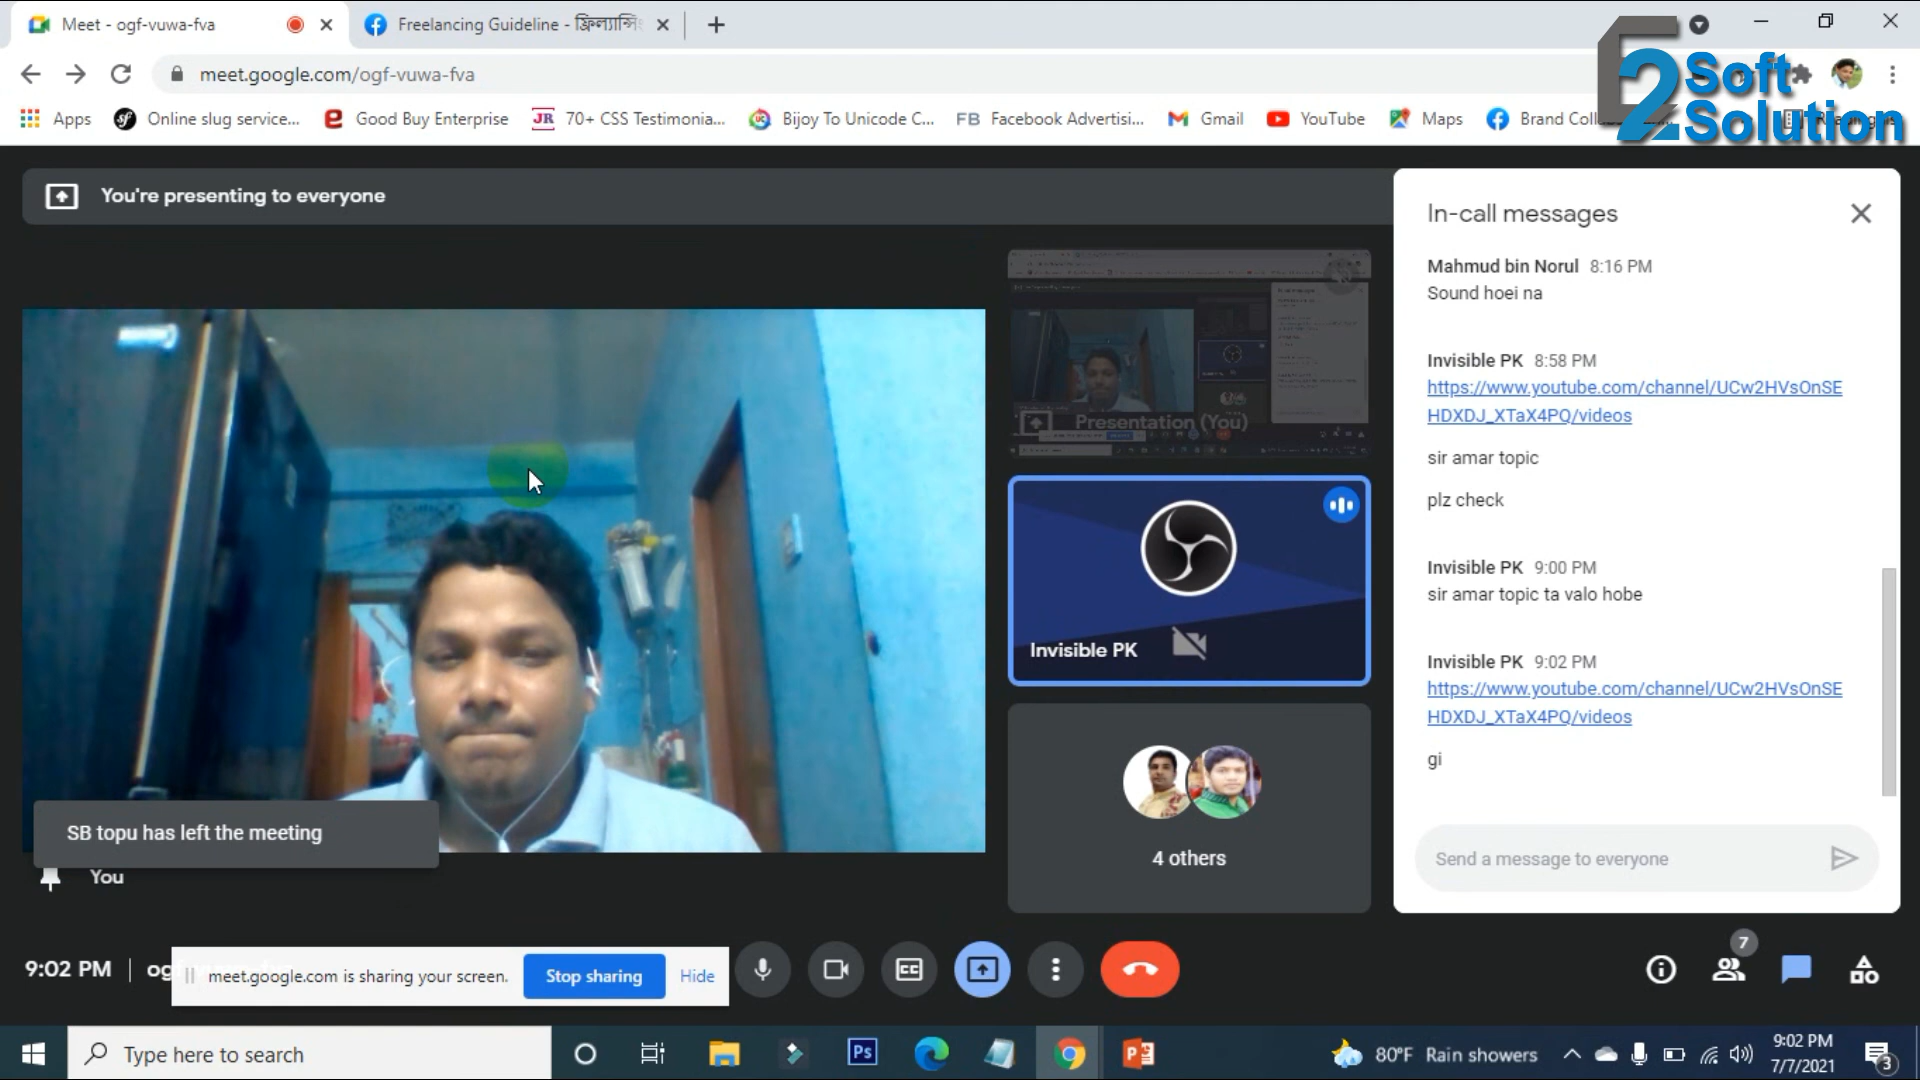 Meet - ogf-vuwa-fva
Freelancing Guideline - ফ্রিল্যান্সিং
meet.google.com/ogf-vuwa-fva
Soft
Solution
Apps
Online slug service...
Good Buy Enterprise
JR
70+ CSS Testimonia...
Bijoy To Unicode C...
FB
Facebook Advertisi...
Gmail
YouTube
Maps
You're presenting to everyone
In-call messages
Mahmud bin Norul 8:16 PM
Sound hoei na
Invisible PK 8:58 PM
https://www.youtube.com/channel/UCw2HVsOnSE
HDXDJ_XTaX4PQ/videos
sir amar topic
plz check
Invisible PK 9:00 PM
sir amar topic ta valo hobe
Invisible PK 9:02 PM
https://www.youtube.com/channel/UCw2HVsOnSE
HDXDJ_XTaX4PQ/videos
gi
Send a message to everyone
Presentation (You)
Invisible PK
4 others
SB topu has left the meeting
You
9:02 PM
meet.google.com is sharing your screen.
Stop sharing
Hide
CC
7
Type here to search
Ps
80°F Rain showers
9:02 PM
7/7/2021
3